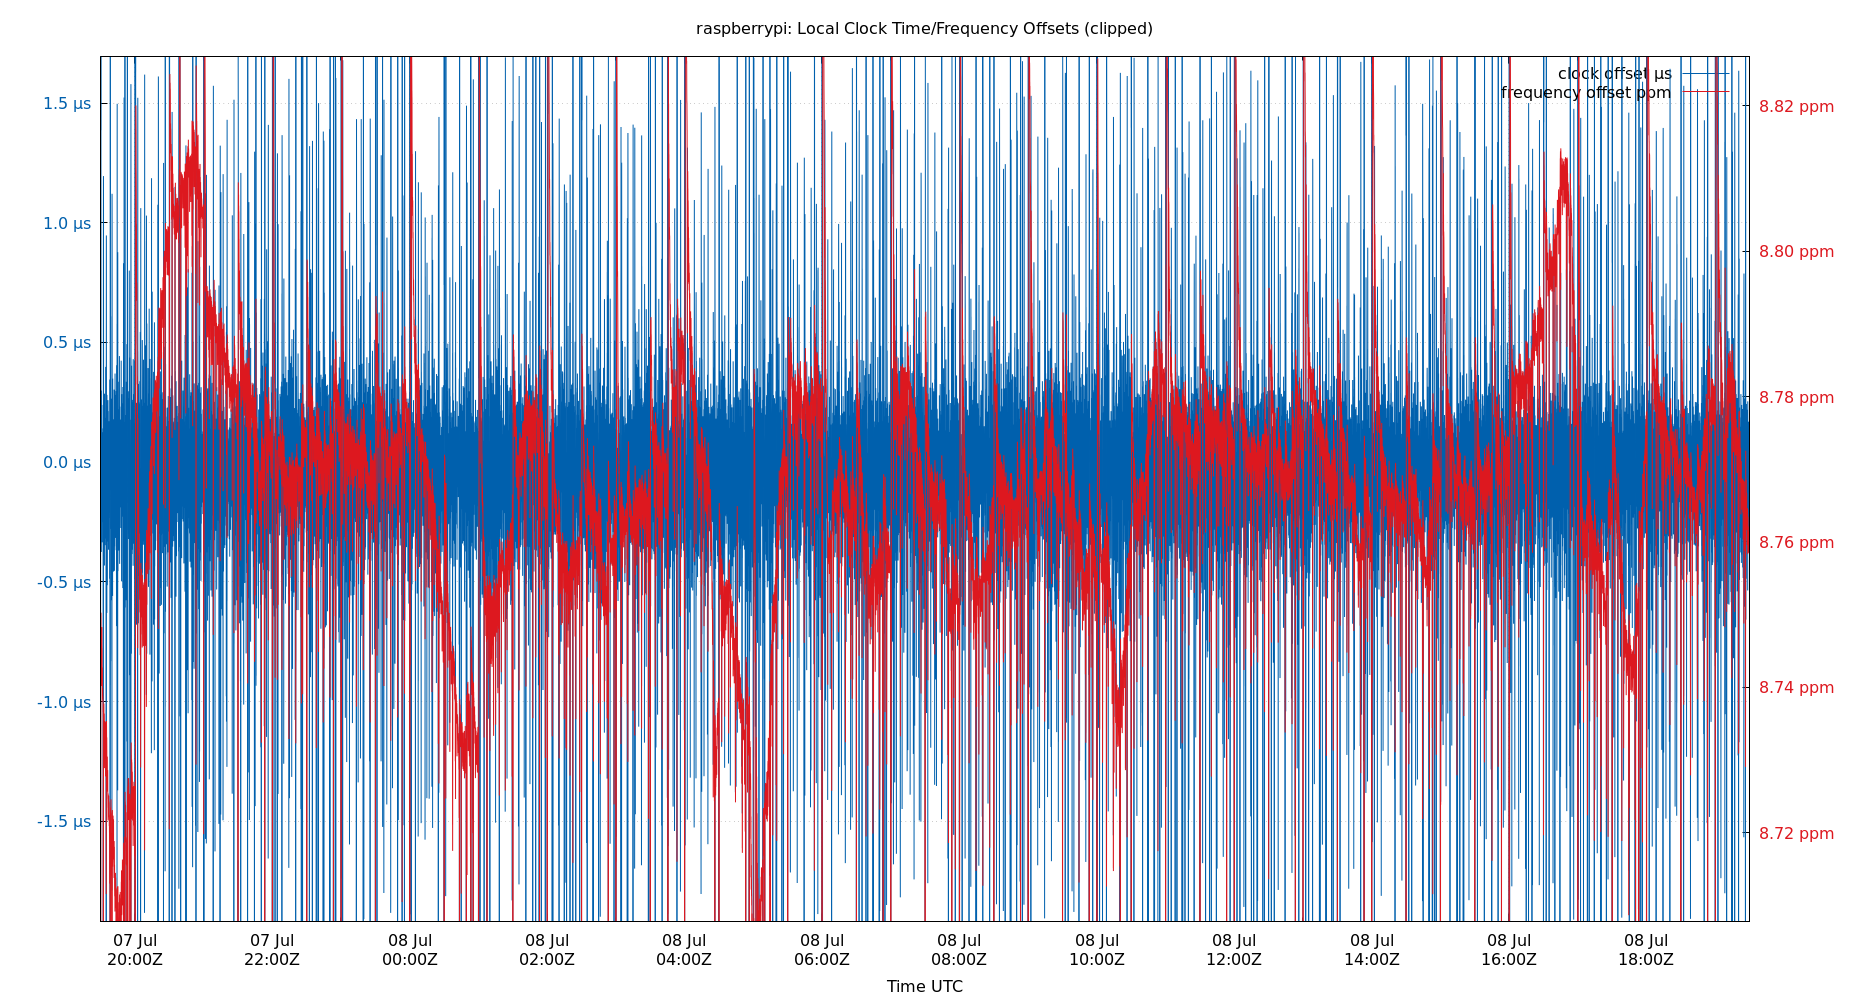 raspberrypi: Local Clock Time/Frequency Offsets (clipped)
clock offset µs
frequency offset ppm
1.5 µs
1.0 µs
0.5 µs
0.0 µs
-0.5 µs
-1.0 µs
-1.5 µs
8.82 ppm
8.80 ppm
8.78 ppm
8.76 ppm
8.74 ppm
8.72 ppm
07 Jul 07 Jul 08 Jul 08 Jul 08 Jul 08 Jul 08 Jul 08 Jul 08 Jul 08 Jul 08 Jul 08 Jul
20:00Z 22:00Z 00:00Z 02:00Z 04:00Z 06:00Z 08:00Z 10:00Z 12:00Z 14:00Z 16:00Z 18:00Z
Time UTC